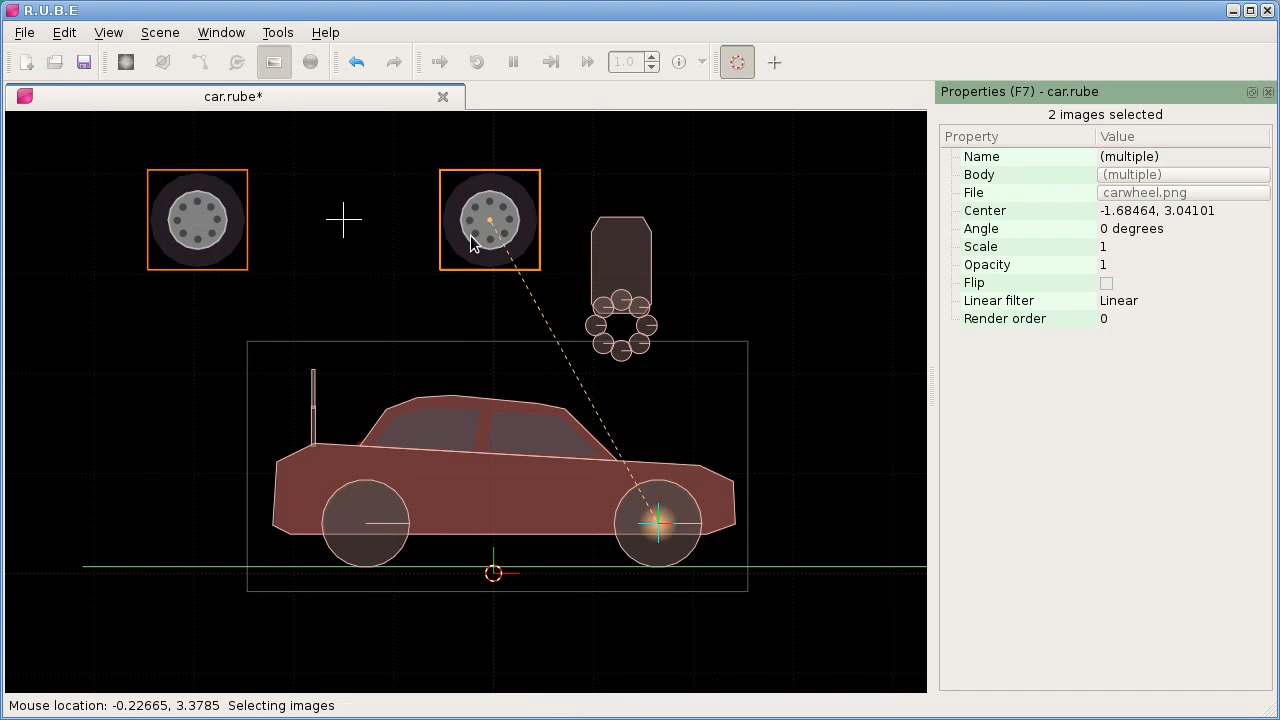 R.U.B.E
File Edit View Scene Window Tools Help
1.0
car.rube*
Properties (F7) - car.rube
2 images selected
Property Value
Name (multiple)
Body (multiple)
File carwheel.png
Center -1.68464, 3.04101
Angle 0 degrees
Scale 1
Opacity 1
Flip
Linear filter Linear
Render order 0
Mouse location: -0.22665, 3.3785 Selecting images